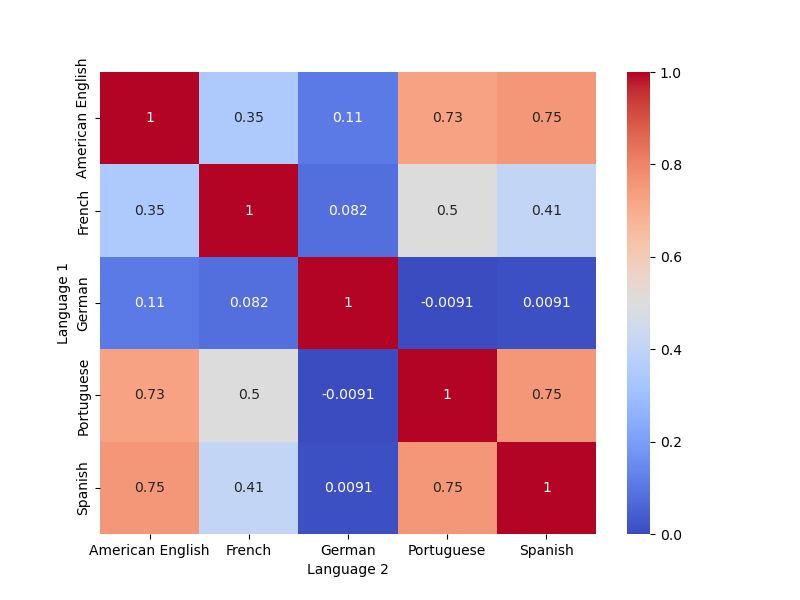 American English
1
0.35
0.11
0.73
0.75
French
0.35
1
0.082
0.5
0.41
Language 1
German
0.11
0.082
1
-0.0091
0.0091
Portuguese
0.73
0.5
-0.0091
1
0.75
Spanish
0.75
0.41
0.0091
0.75
1
American English
French
German
Portuguese
Spanish
Language 2
1.0
0.8
0.6
0.4
0.2
0.0